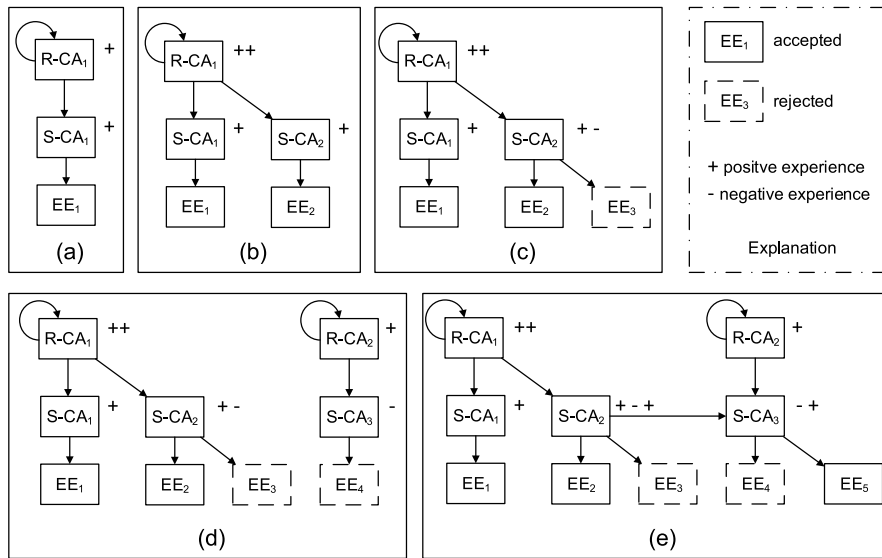 R-CA₁ +
S-CA₁ +
EE₁
(a)
R-CA₁ ++
S-CA₁ + S-CA₂ +
EE₁ EE₂
(b)
R-CA₁ ++
S-CA₁ + S-CA₂ + -
EE₁ EE₂ EE₃
(c)
EE₁ accepted
EE₃ rejected
+ positve experience
- negative experience
Explanation
R-CA₁ ++ R-CA₂ +
S-CA₁ + S-CA₂ + - S-CA₃ -
EE₁ EE₂ EE₃ EE₄
(d)
R-CA₁ ++ R-CA₂ +
S-CA₁ + S-CA₂ + - + S-CA₃ - +
EE₁ EE₂ EE₃ EE₄ EE₅
(e)